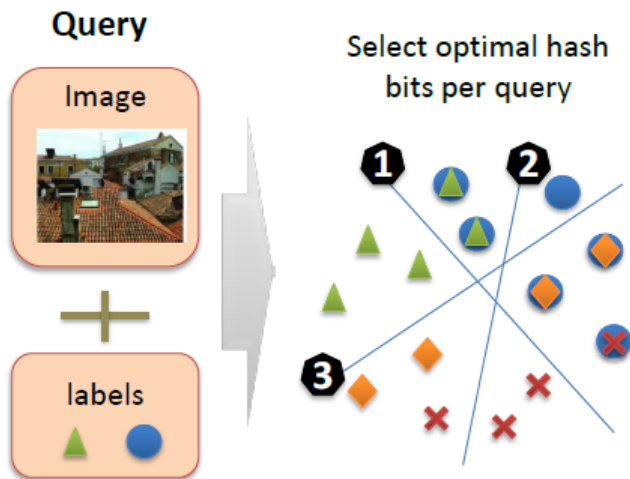 Query
Image
labels
Select optimal hash
bits per query
1
2
3